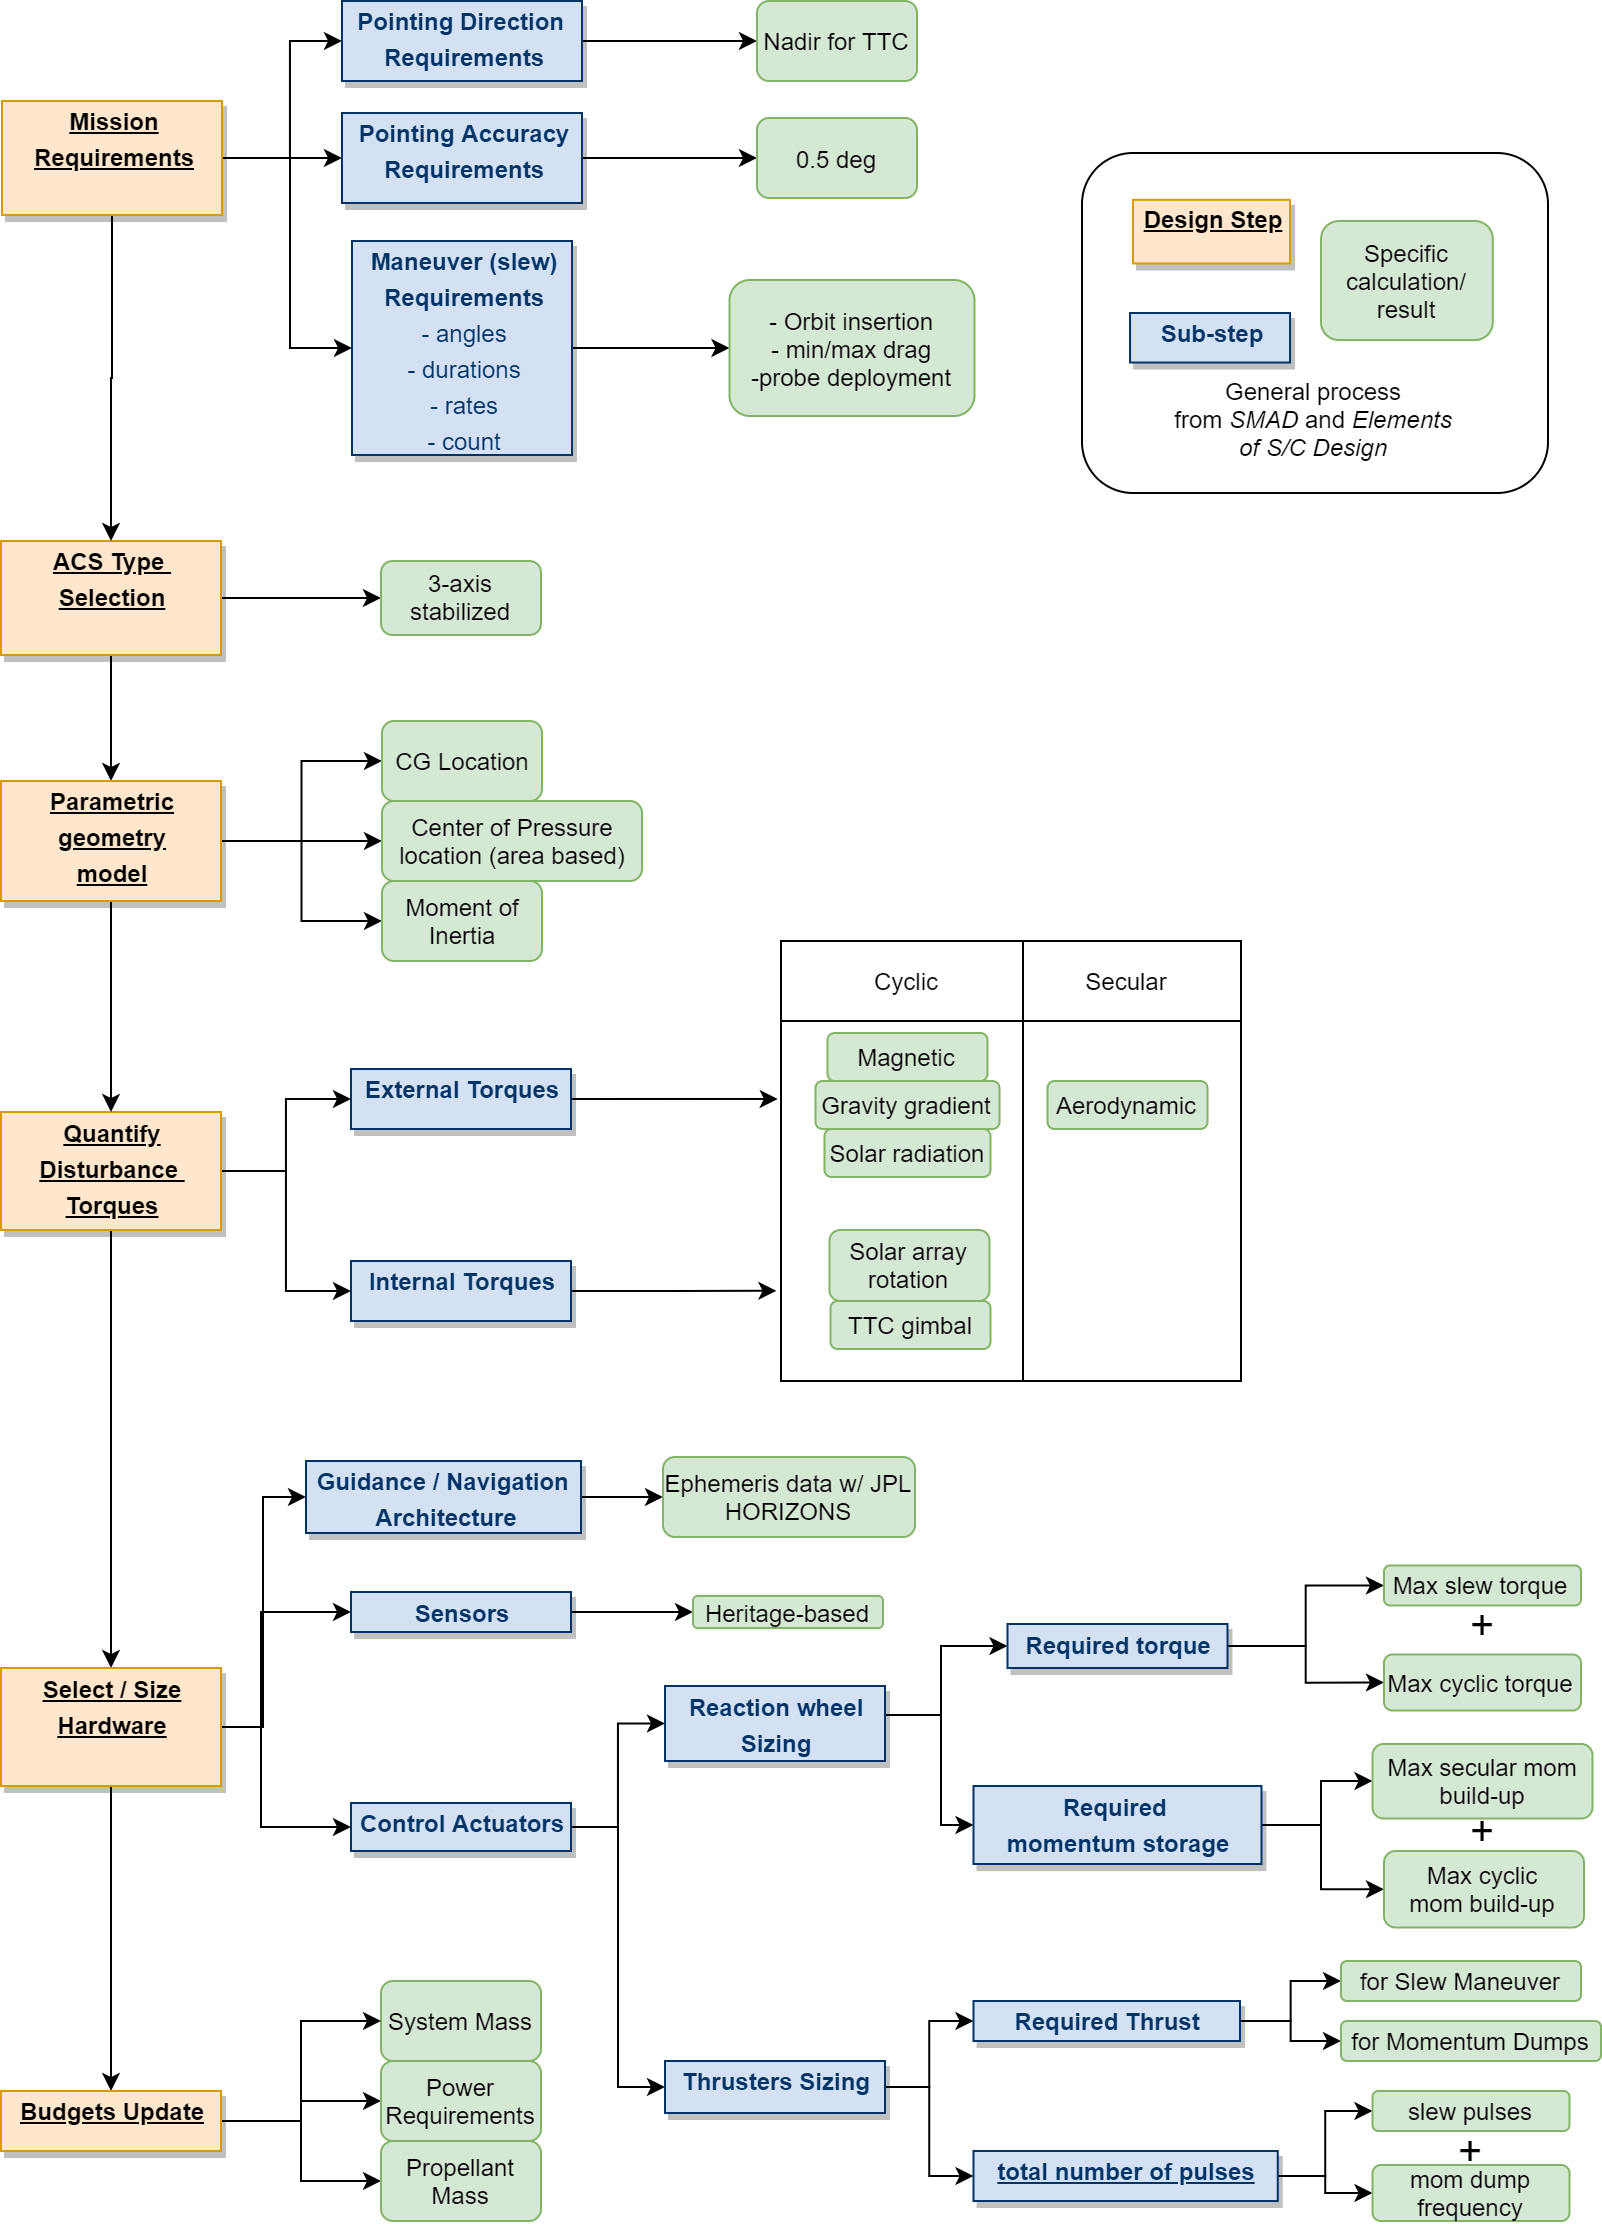 Pointing Direction
Requirements
Nadir for TTC
Mission
Requirements
Pointing Accuracy
Requirements
0.5 deg
Maneuver (slew)
Requirements
- angles
- durations
- rates
- count
- Orbit insertion
- min/max drag
-probe deployment
Design Step
Specific
calculation/
result
Sub-step
General process
from SMAD and Elements
of S/C Design
ACS Type
Selection
3-axis
stabilized
Parametric
geometry
model
CG Location
Center of Pressure
location (area based)
Moment of
Inertia
Cyclic
Secular
Quantify
Disturbance
Torques
External Torques
Magnetic
Gravity gradient
Solar radiation
Aerodynamic
Internal Torques
Solar array
rotation
TTC gimbal
Select / Size
Hardware
Guidance / Navigation
Architecture
Ephemeris data w/ JPL
HORIZONS
Sensors
Heritage-based
Control Actuators
Reaction wheel
Sizing
Required torque
Max slew torque
+
Max cyclic torque
Required
momentum storage
Max secular mom
build-up
+
Max cyclic
mom build-up
Thrusters Sizing
Required Thrust
for Slew Maneuver
for Momentum Dumps
total number of pulses
slew pulses
+
mom dump
frequency
Budgets Update
System Mass
Power
Requirements
Propellant
Mass